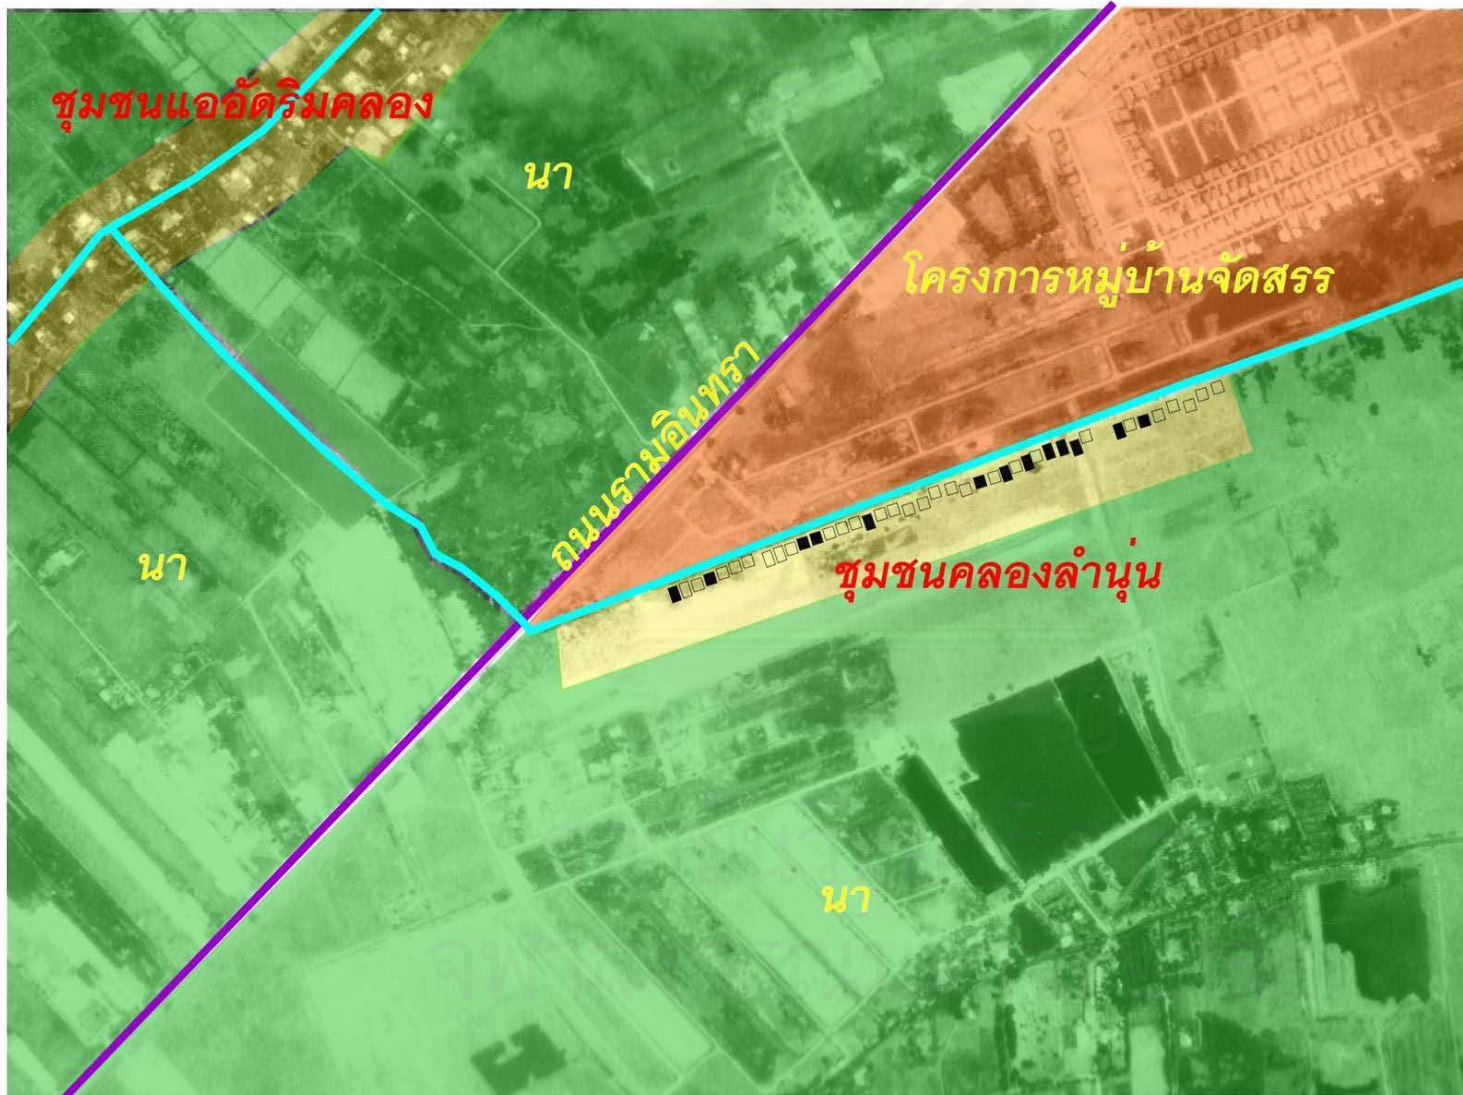 ชุมชนแออัดริมคลอง
นา
โครงการหมู่บ้านจัดสรร
ถนนรามอินทรา
นา
ชุมชนคลองลำนุ่น
นา